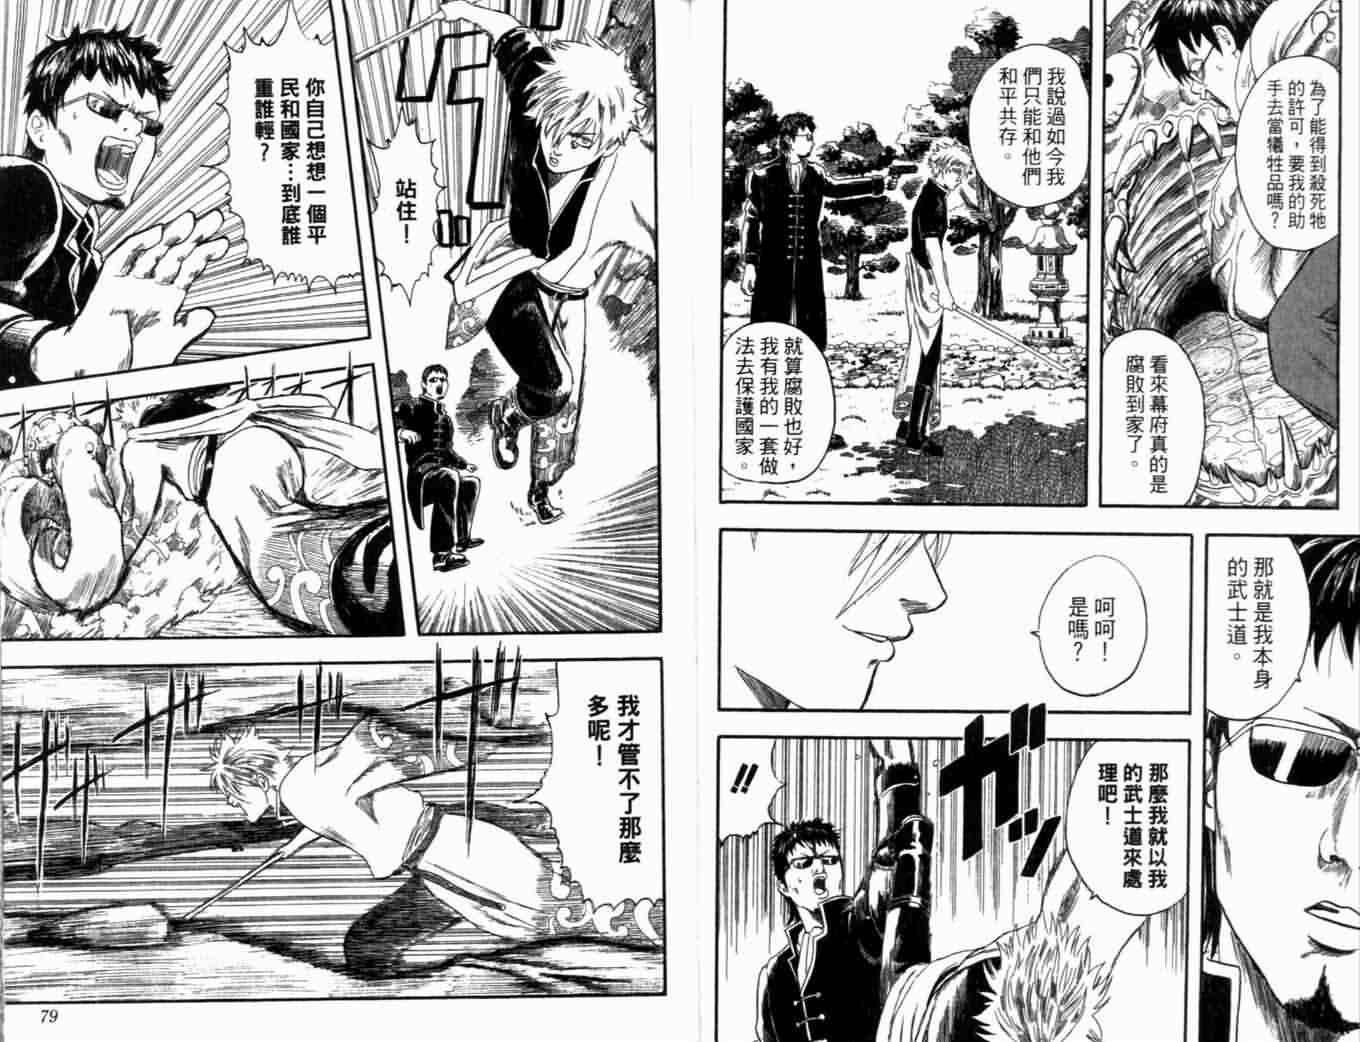 為了能得到殺死牠
的許可，要我的助
手去當犧牲品嗎？
看來幕府真的是
腐敗到家了。
我說過如今我
們只能和他們
和平共存。
就算腐敗也好，
我有我的一套做
法去保護國家。
那就是我本身
的武士道。
呵呵！
是嗎？
那麼我就以我
的武士道來處
理吧！
ガッ
!!
站住！
你自己想想一個平
民和國家…到底誰
重誰輕？
我才管不了那麼
多呢！
79